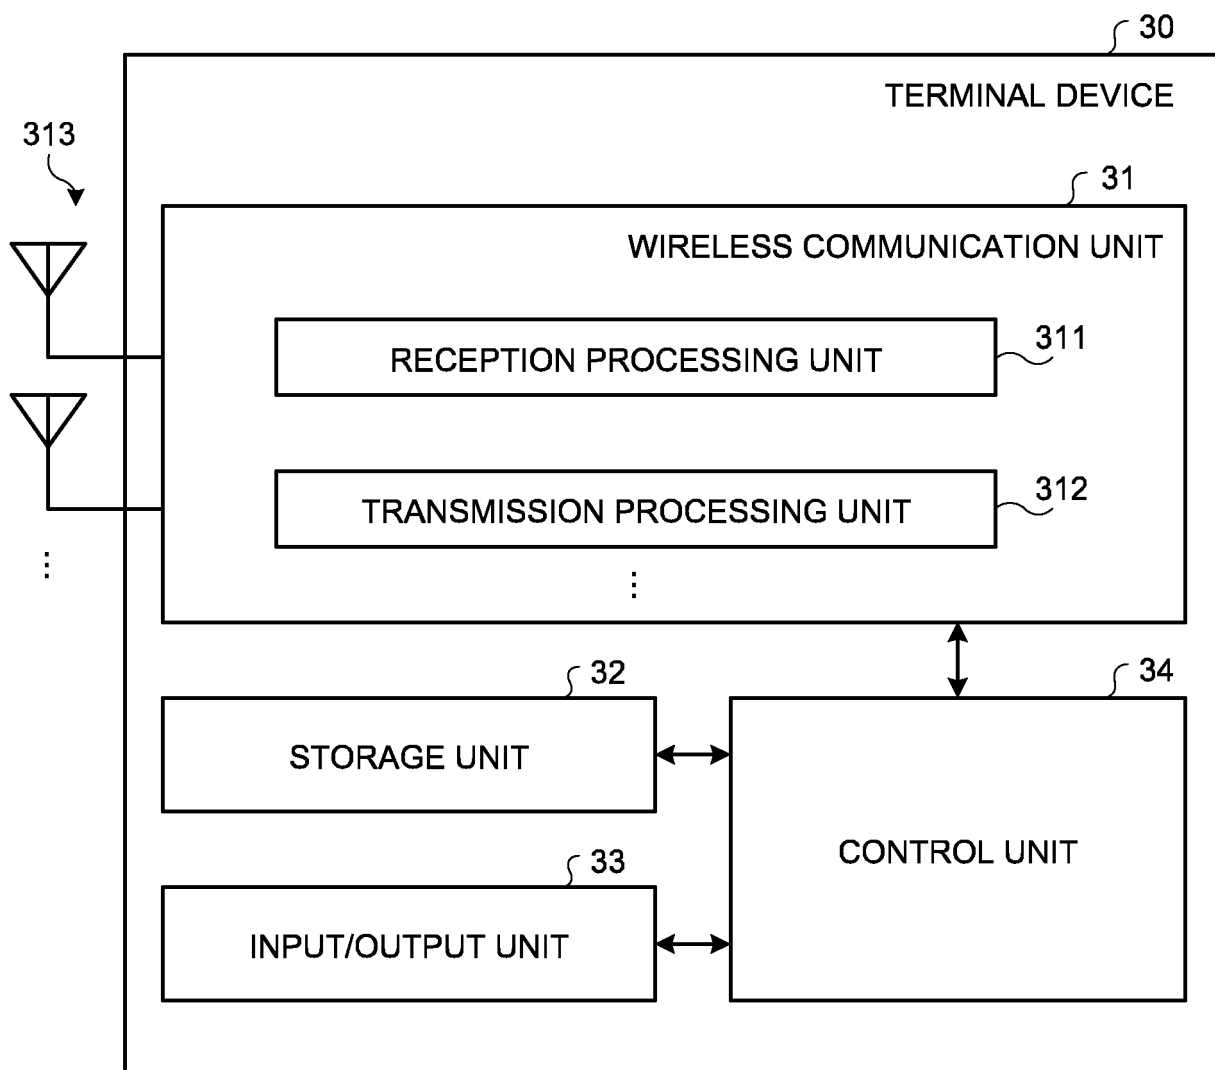 30
TERMINAL DEVICE
313
31
WIRELESS COMMUNICATION UNIT
RECEPTION PROCESSING UNIT
311
TRANSMISSION PROCESSING UNIT
312
⋮
⋮
32
STORAGE UNIT
34
CONTROL UNIT
33
INPUT/OUTPUT UNIT